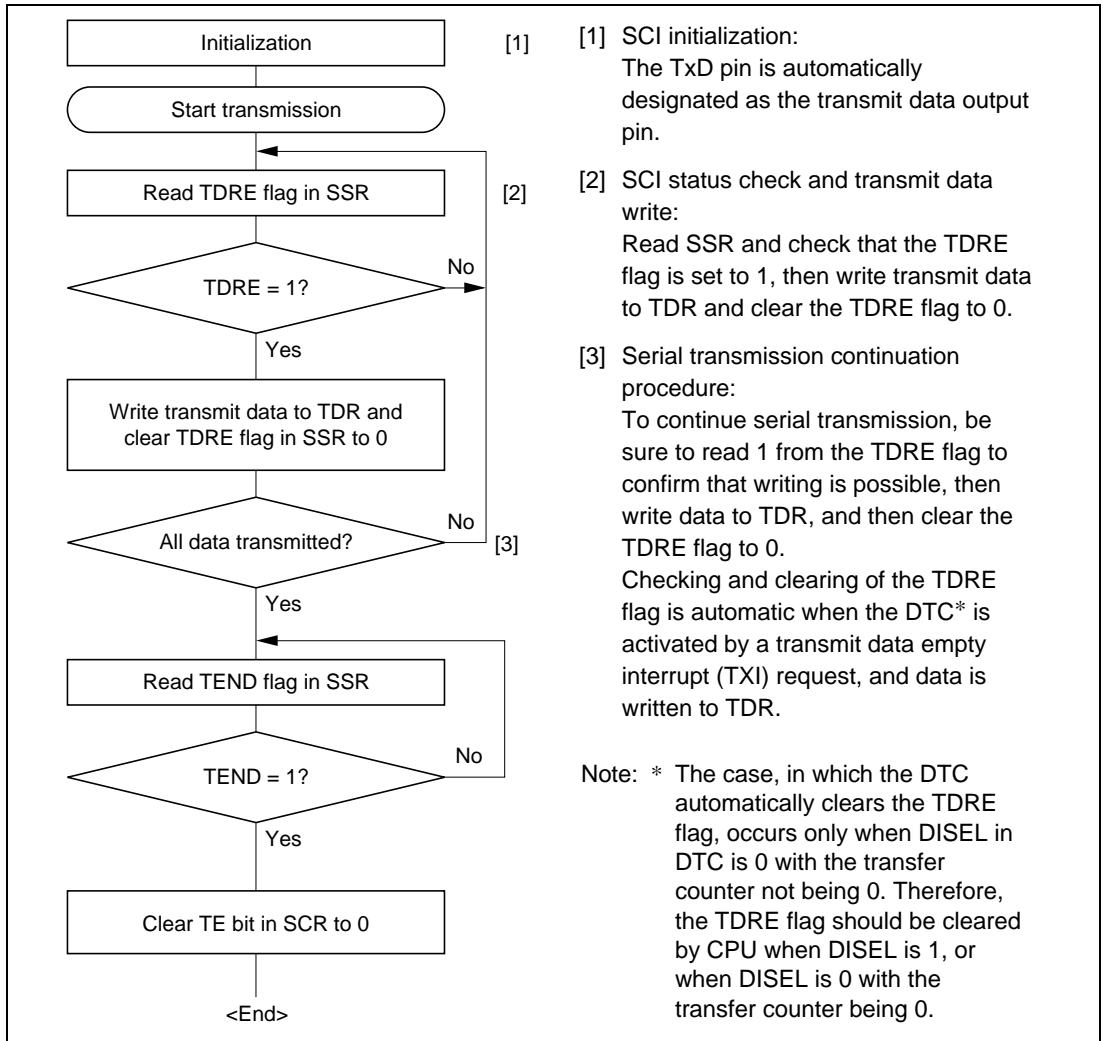 Initialization [1]
Start transmission
Read TDRE flag in SSR [2]
TDRE = 1?
No
Yes
Write transmit data to TDR and
clear TDRE flag in SSR to 0
All data transmitted?
No
[3]
Yes
Read TEND flag in SSR
TEND = 1?
No
Yes
Clear TE bit in SCR to 0
<End>
[1] SCI initialization:
The TxD pin is automatically
designated as the transmit data output
pin.
[2] SCI status check and transmit data
write:
Read SSR and check that the TDRE
flag is set to 1, then write transmit data
to TDR and clear the TDRE flag to 0.
[3] Serial transmission continuation
procedure:
To continue serial transmission, be
sure to read 1 from the TDRE flag to
confirm that writing is possible, then
write data to TDR, and then clear the
TDRE flag to 0.
Checking and clearing of the TDRE
flag is automatic when the DTC* is
activated by a transmit data empty
interrupt (TXI) request, and data is
written to TDR.
Note: * The case, in which the DTC
automatically clears the TDRE
flag, occurs only when DISEL in
DTC is 0 with the transfer
counter not being 0. Therefore,
the TDRE flag should be cleared
by CPU when DISEL is 1, or
when DISEL is 0 with the
transfer counter being 0.